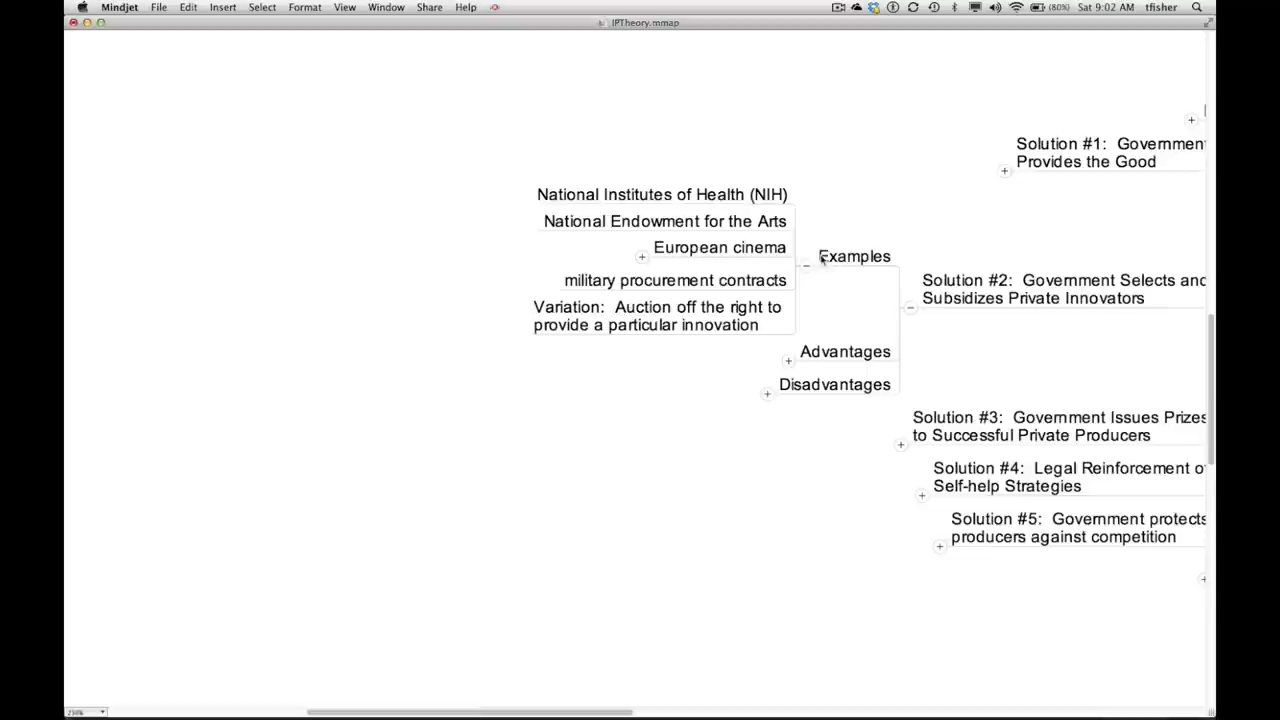 Mindjet File Edit Insert Select Format View Window Share Help (80%) Sat 9:02 AM tfisher
IPTheory.mmap
Solution #1: Government
Provides the Good
National Institutes of Health (NIH)
National Endowment for the Arts
European cinema
military procurement contracts
Variation: Auction off the right to
provide a particular innovation
Examples
Advantages
Disadvantages
Solution #2: Government Selects and
Subsidizes Private Innovators
Solution #3: Government Issues Prizes
to Successful Private Producers
Solution #4: Legal Reinforcement of
Self-help Strategies
Solution #5: Government protects
producers against competition